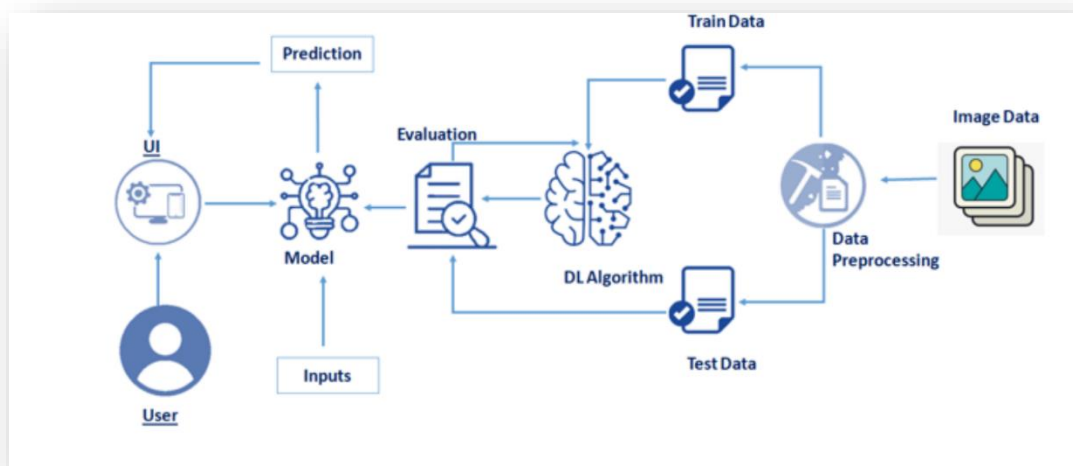 Train Data
Prediction
Image Data
Evaluation
UI
Model
Data
Preprocessing
DL Algorithm
Inputs
Test Data
User